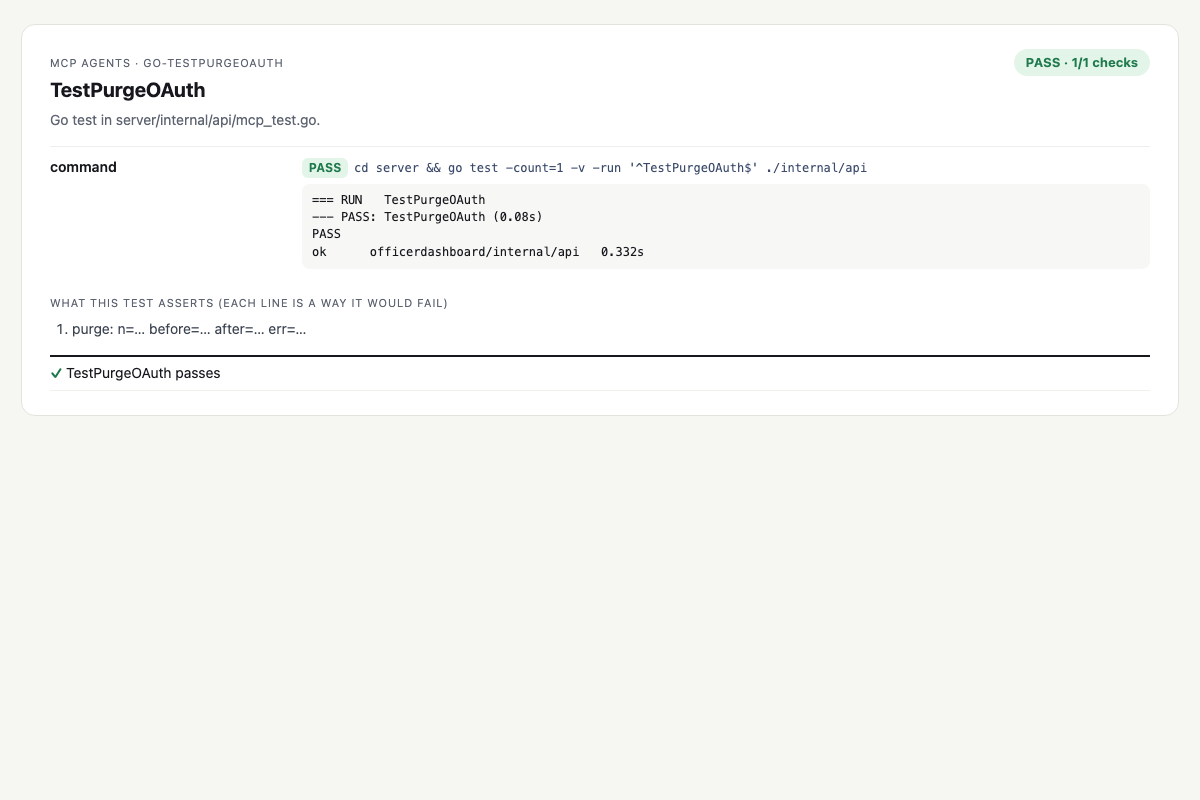 MCP AGENTS · GO-TESTPURGEOAUTH
PASS · 1/1 checks
TestPurgeOAuth
Go test in server/internal/api/mcp_test.go.
command
PASS cd server && go test -count=1 -v -run '^TestPurgeOAuth$' ./internal/api
=== RUN   TestPurgeOAuth
--- PASS: TestPurgeOAuth (0.08s)
PASS
ok      officerdashboard/internal/api   0.332s
WHAT THIS TEST ASSERTS (EACH LINE IS A WAY IT WOULD FAIL)
1. purge: n=… before=… after=… err=…
✓ TestPurgeOAuth passes